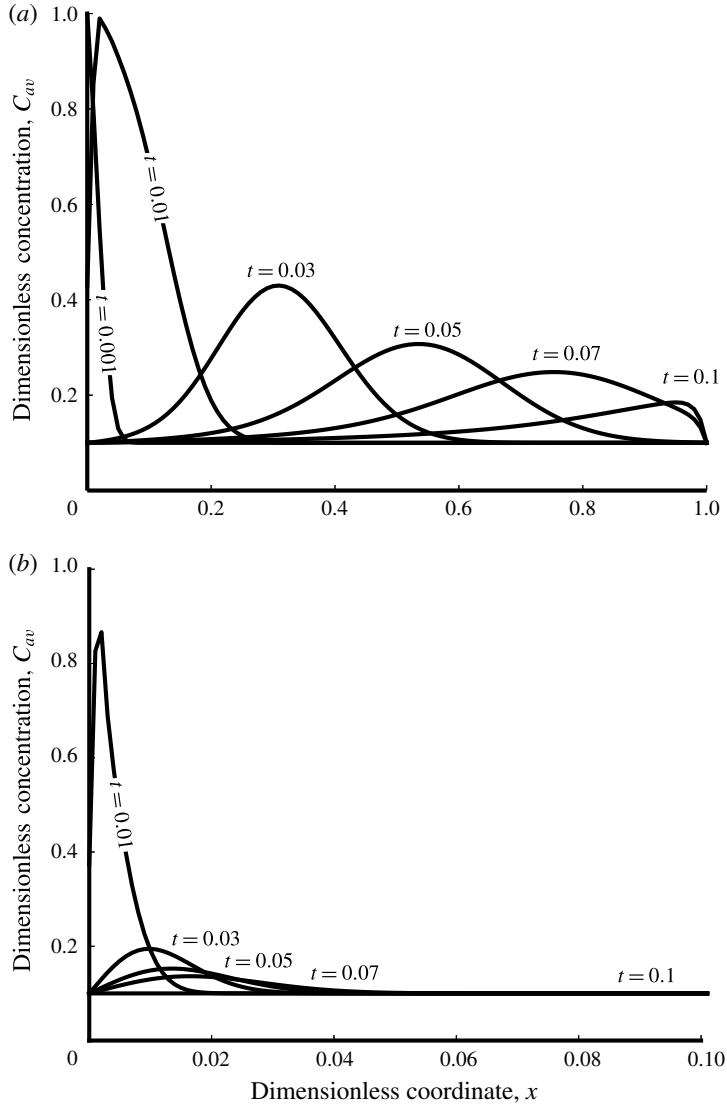 (a)
1.0
0.8
0.6
0.4
0.2
0
Dimensionless concentration, C_av
t = 0.001
t = 0.01
t = 0.03
t = 0.05
t = 0.07
t = 0.1
0.2
0.4
0.6
0.8
1.0
(b)
1.0
0.8
0.6
0.4
0.2
0
Dimensionless concentration, C_av
t = 0.01
t = 0.03
t = 0.05
t = 0.07
t = 0.1
0.02
0.04
0.06
0.08
0.10
Dimensionless coordinate, x